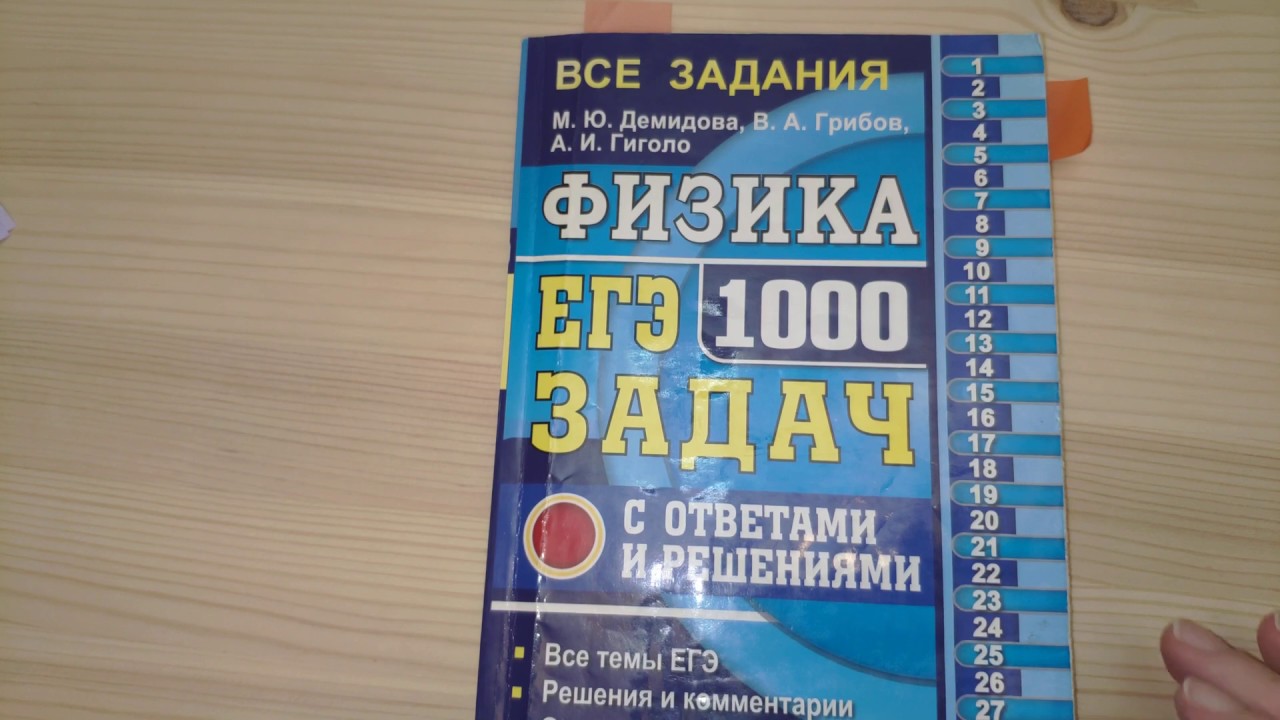 ВСЕ ЗАДАНИЯ
М. Ю. Демидова, В. А. Грибов,
А. И. Гиголо
ФИЗИКА
ЕГЭ 1000
ЗАДАЧ
С ОТВЕТАМИ
И РЕШЕНИЯМИ
Все темы ЕГЭ
Решения и комментарии
1
2
3
4
5
6
7
8
9
10
11
12
13
14
15
16
17
18
19
20
21
22
23
24
25
26
27